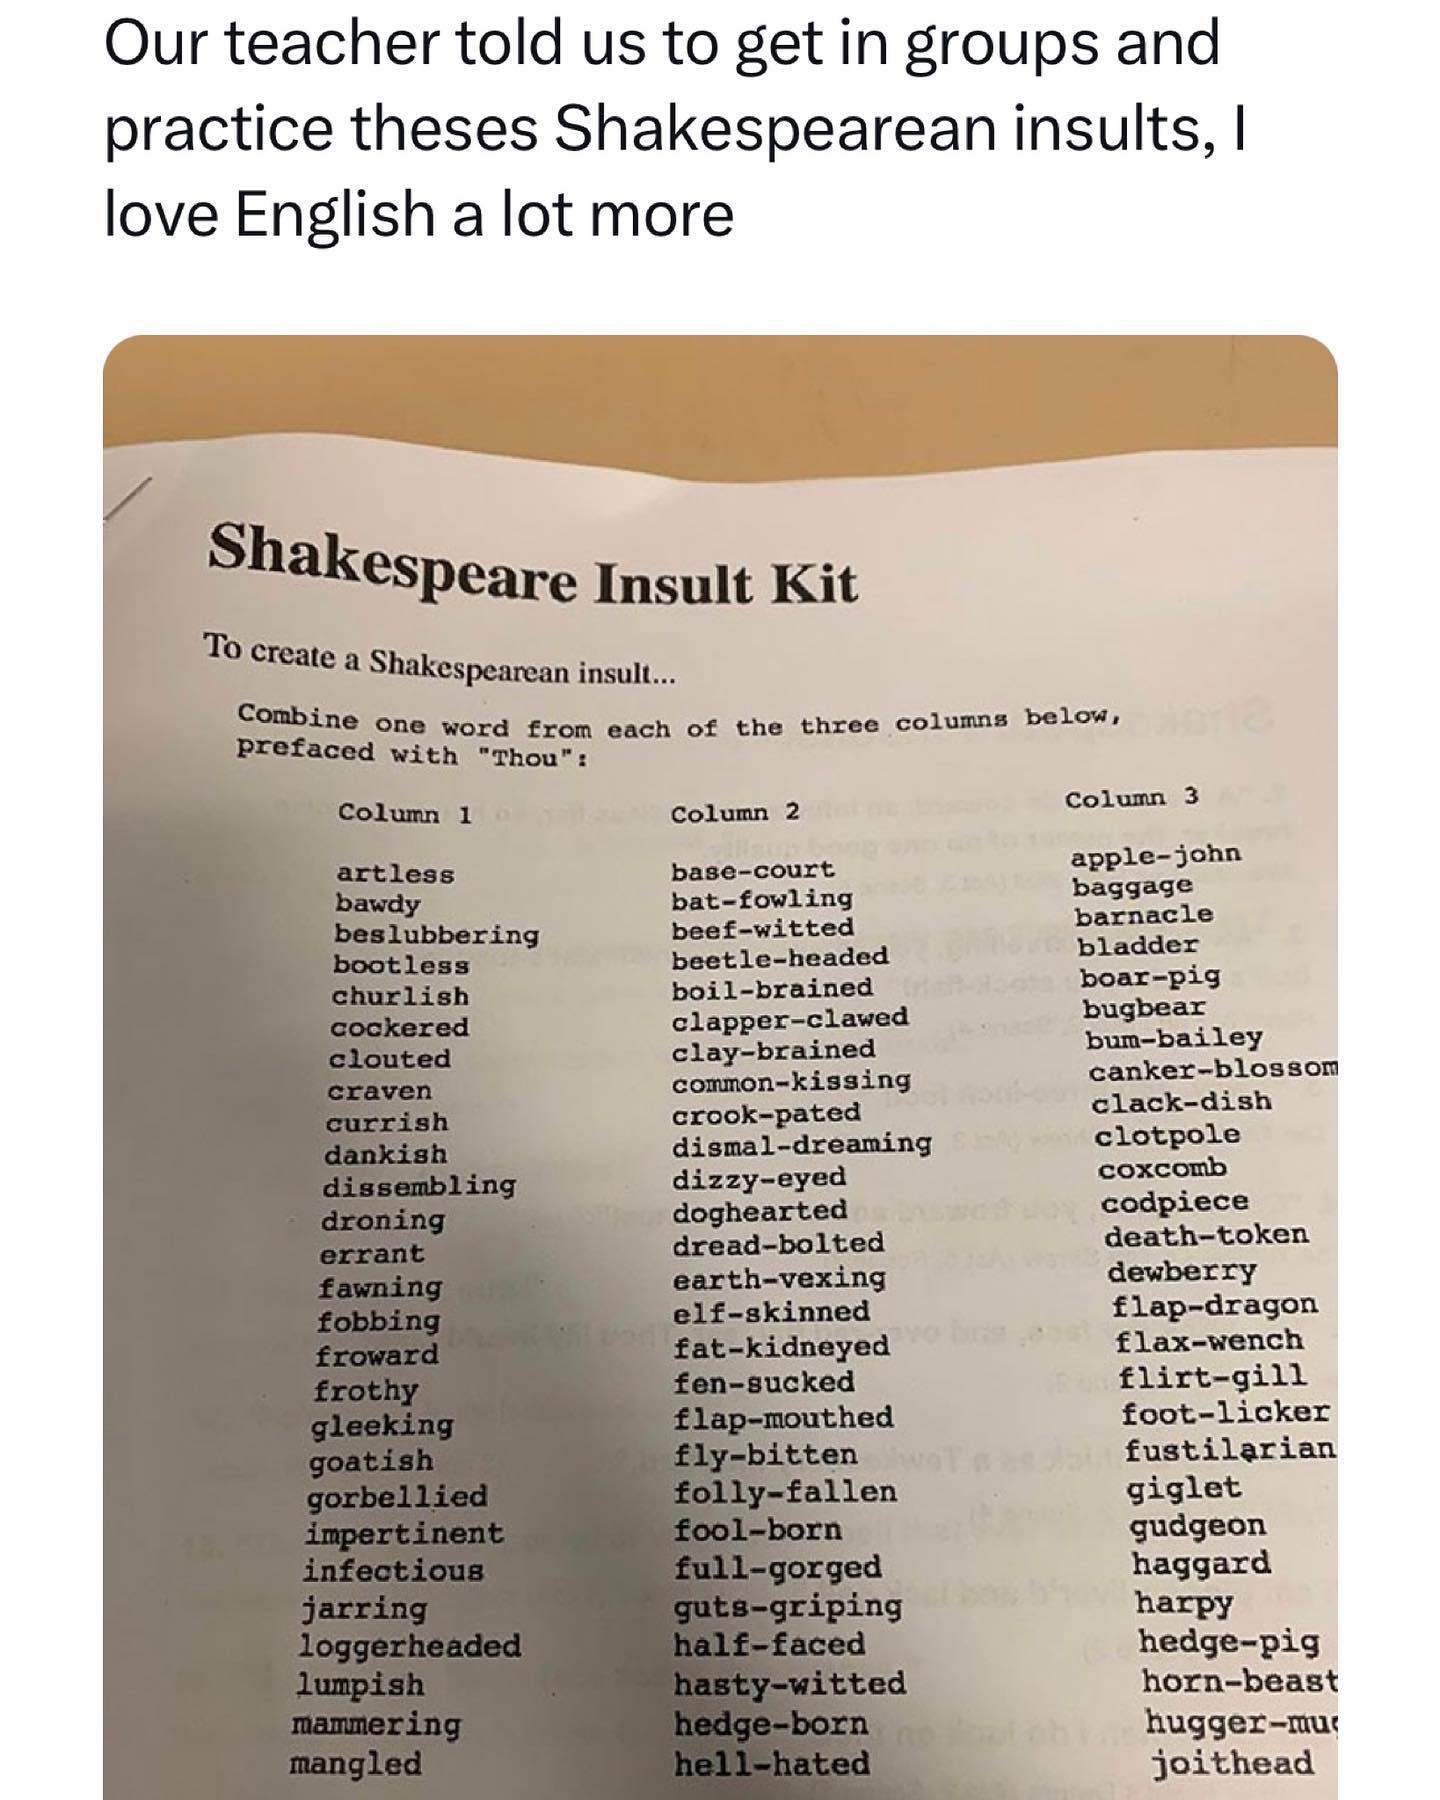 Our teacher told us to get in groups and
practice theses Shakespearean insults, I
love English a lot more
Shakespeare Insult Kit
To create a Shakespearean insult...
Combine one word from each of the three columns below,
prefaced with "Thou":
Column 1 Column 2 Column 3
artless base-court apple-john
bawdy bat-fowling baggage
beslubbering beef-witted barnacle
bootless beetle-headed bladder
churlish boil-brained boar-pig
cockered clapper-clawed bugbear
clouted clay-brained bum-bailey
craven common-kissing canker-blossom
currish crook-pated clack-dish
dankish dismal-dreaming clotpole
dissembling dizzy-eyed coxcomb
droning doghearted codpiece
errant dread-bolted death-token
fawning earth-vexing dewberry
fobbing elf-skinned flap-dragon
froward fat-kidneyed flax-wench
frothy fen-sucked flirt-gill
gleeking flap-mouthed foot-licker
goatish fly-bitten fustilarian
gorbellied folly-fallen giglet
impertinent fool-born gudgeon
infectious full-gorged haggard
jarring guts-griping harpy
loggerheaded half-faced hedge-pig
lumpish hasty-witted horn-beast
mammering hedge-born hugger-mu
mangled hell-hated joithead